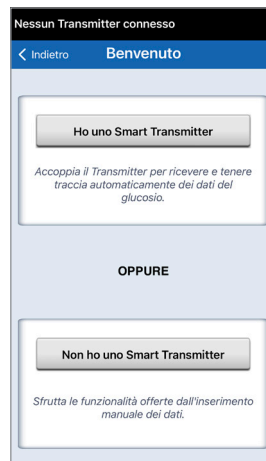 Nessun Transmitter connesso
Indietro
Benvenuto
Ho uno Smart Transmitter
Accoppia il Transmitter per ricevere e tenere
traccia automaticamente dei dati del
glucosio.
OPPURE
Non ho uno Smart Transmitter
Sfrutta le funzionalità offerte dall'inserimento
manuale dei dati.